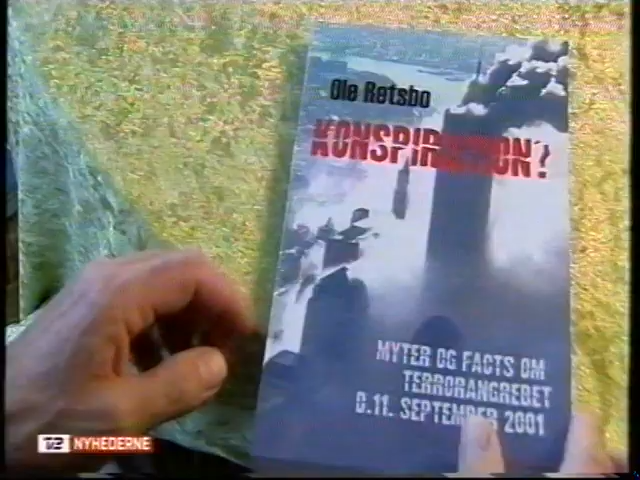 Ole Retsbo
KONSPIRATION?
MYTER OG FACTS OM
TERRORANGREBET
D.11. SEPTEMBER 2001
TV2 NYHEDERNE